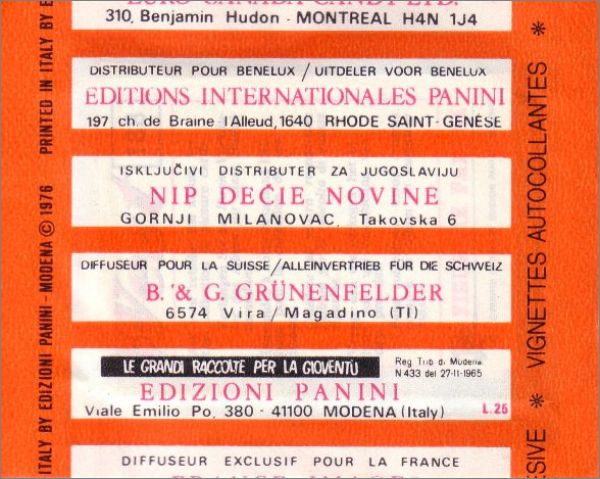 310, Benjamin Hudon - MONTREAL H4N 1J4
DISTRIBUTEUR POUR BENELUX / UITDELER VOOR BENELUX
EDITIONS INTERNATIONALES PANINI
197 ch. de Braine l Alleud, 1640 RHODE SAINT-GENÈSE
ISKLJUČIVI DISTRIBUTER ZA JUGOSLAVIJU
NIP DEČIE NOVINE
GORNJI MILANOVAC, Takovska 6
DIFFUSEUR POUR LA SUISSE / ALLEINVERTRIEB FÜR DIE SCHWEIZ
B. & G. GRÜNENFELDER
6574 Vira / Magadino (TI)
LE GRANDI RACCOLTE PER LA GIOVENTÙ
Reg Trib di Modena
N 433 del 27-11-1965
EDIZIONI PANINI
Viale Emilio Po, 380 - 41100 MODENA (Italy)
L.25
DIFFUSEUR EXCLUSIF POUR LA FRANCE
ITALY BY EDIZIONI PANINI - MODENA © 1976 PRINTED IN ITALY BY
* VIGNETTES AUTOCOLLANTES *